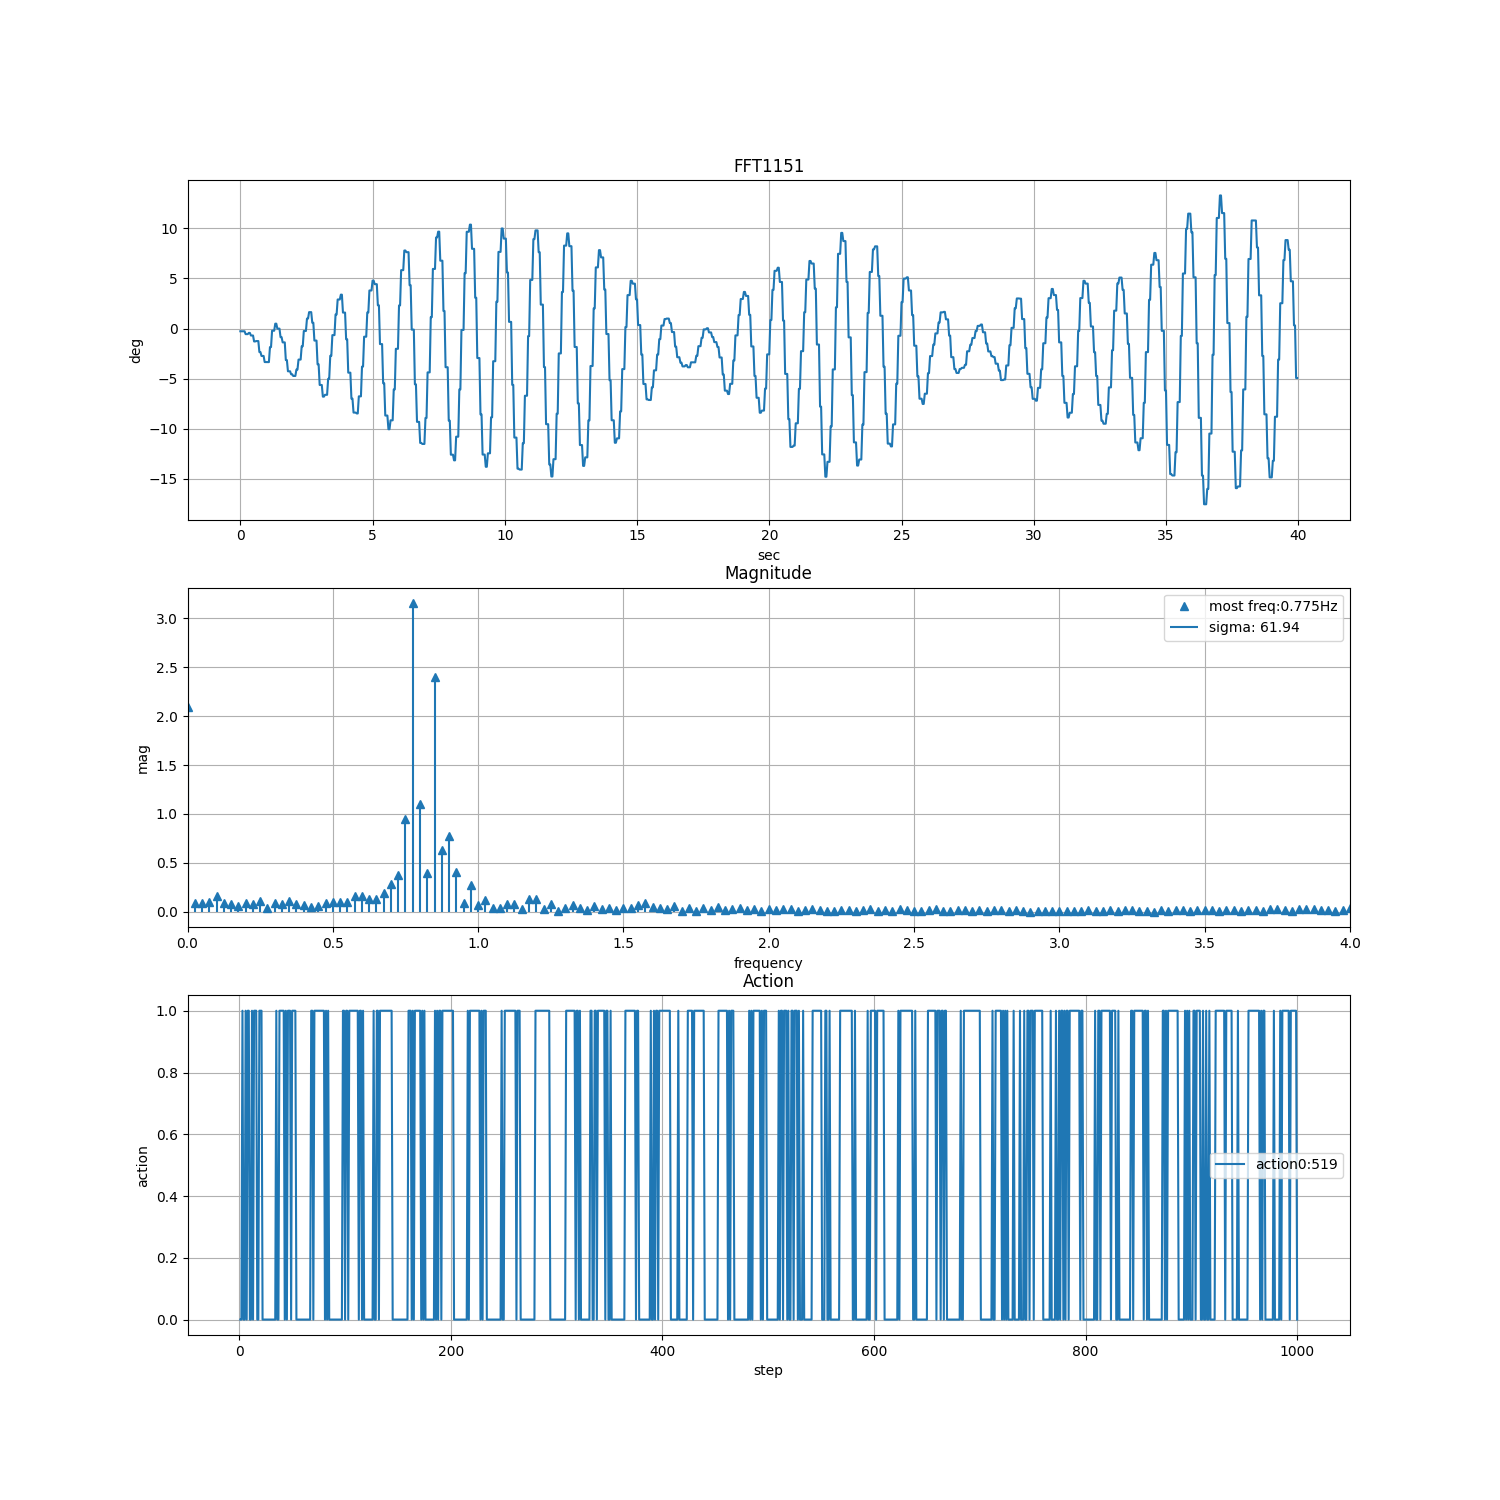 FFT1151
10
5
0
−5
−10
−15
deg
0 5 10 15 20 25 30 35 40
sec
Magnitude
most freq:0.775Hz
sigma: 61.94
3.0
2.5
2.0
1.5
1.0
0.5
0.0
mag
0.0 0.5 1.0 1.5 2.0 2.5 3.0 3.5 4.0
frequency
Action
1.0
0.8
0.6
0.4
0.2
0.0
action
action0:519
0 200 400 600 800 1000
step